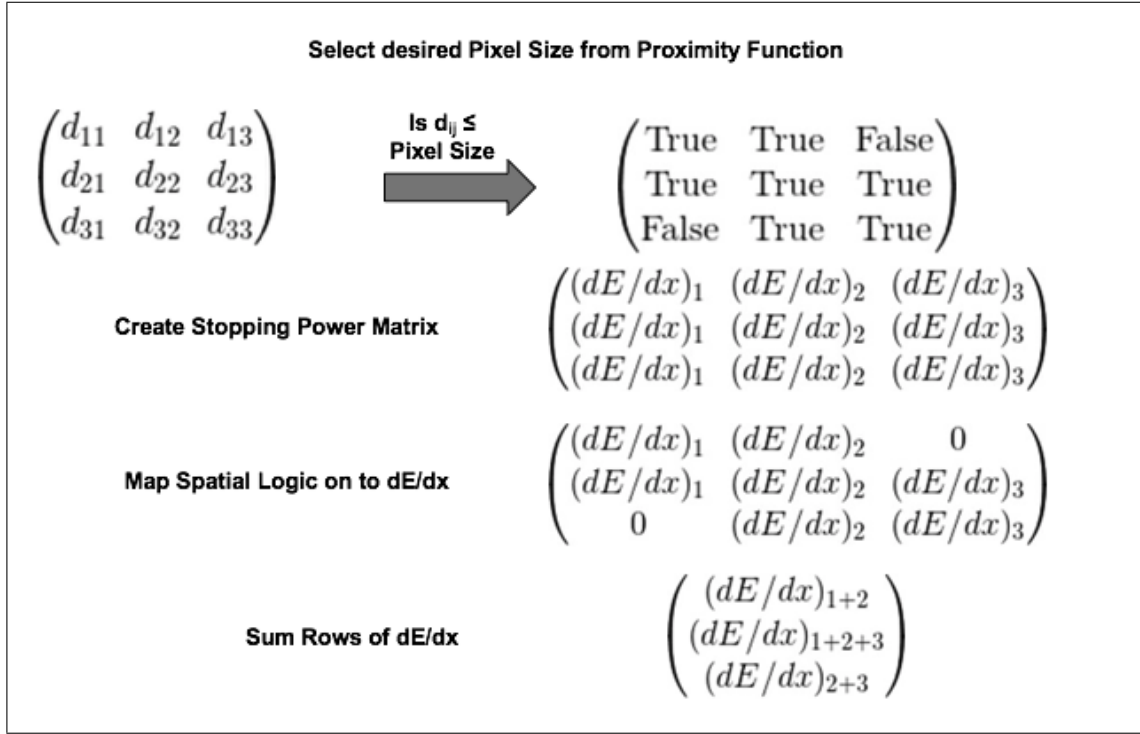 Select desired Pixel Size from Proximity Function
d₁₁ d₁₂ d₁₃
d₂₁ d₂₂ d₂₃
d₃₁ d₃₂ d₃₃
Is dᵢⱼ ≤
Pixel Size
True True False
True True True
False True True
Create Stopping Power Matrix
(dE/dx)₁ (dE/dx)₂ (dE/dx)₃
(dE/dx)₁ (dE/dx)₂ (dE/dx)₃
(dE/dx)₁ (dE/dx)₂ (dE/dx)₃
Map Spatial Logic on to dE/dx
(dE/dx)₁ (dE/dx)₂ 0
(dE/dx)₁ (dE/dx)₂ (dE/dx)₃
0 (dE/dx)₂ (dE/dx)₃
Sum Rows of dE/dx
(dE/dx)₁₊₂
(dE/dx)₁₊₂₊₃
(dE/dx)₂₊₃